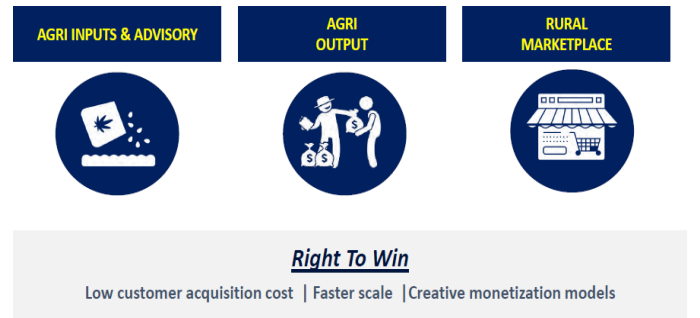 AGRI INPUTS & ADVISORY
AGRI
OUTPUT
RURAL
MARKETPLACE
$
$ $
Right To Win
Low customer acquisition cost | Faster scale |Creative monetization models